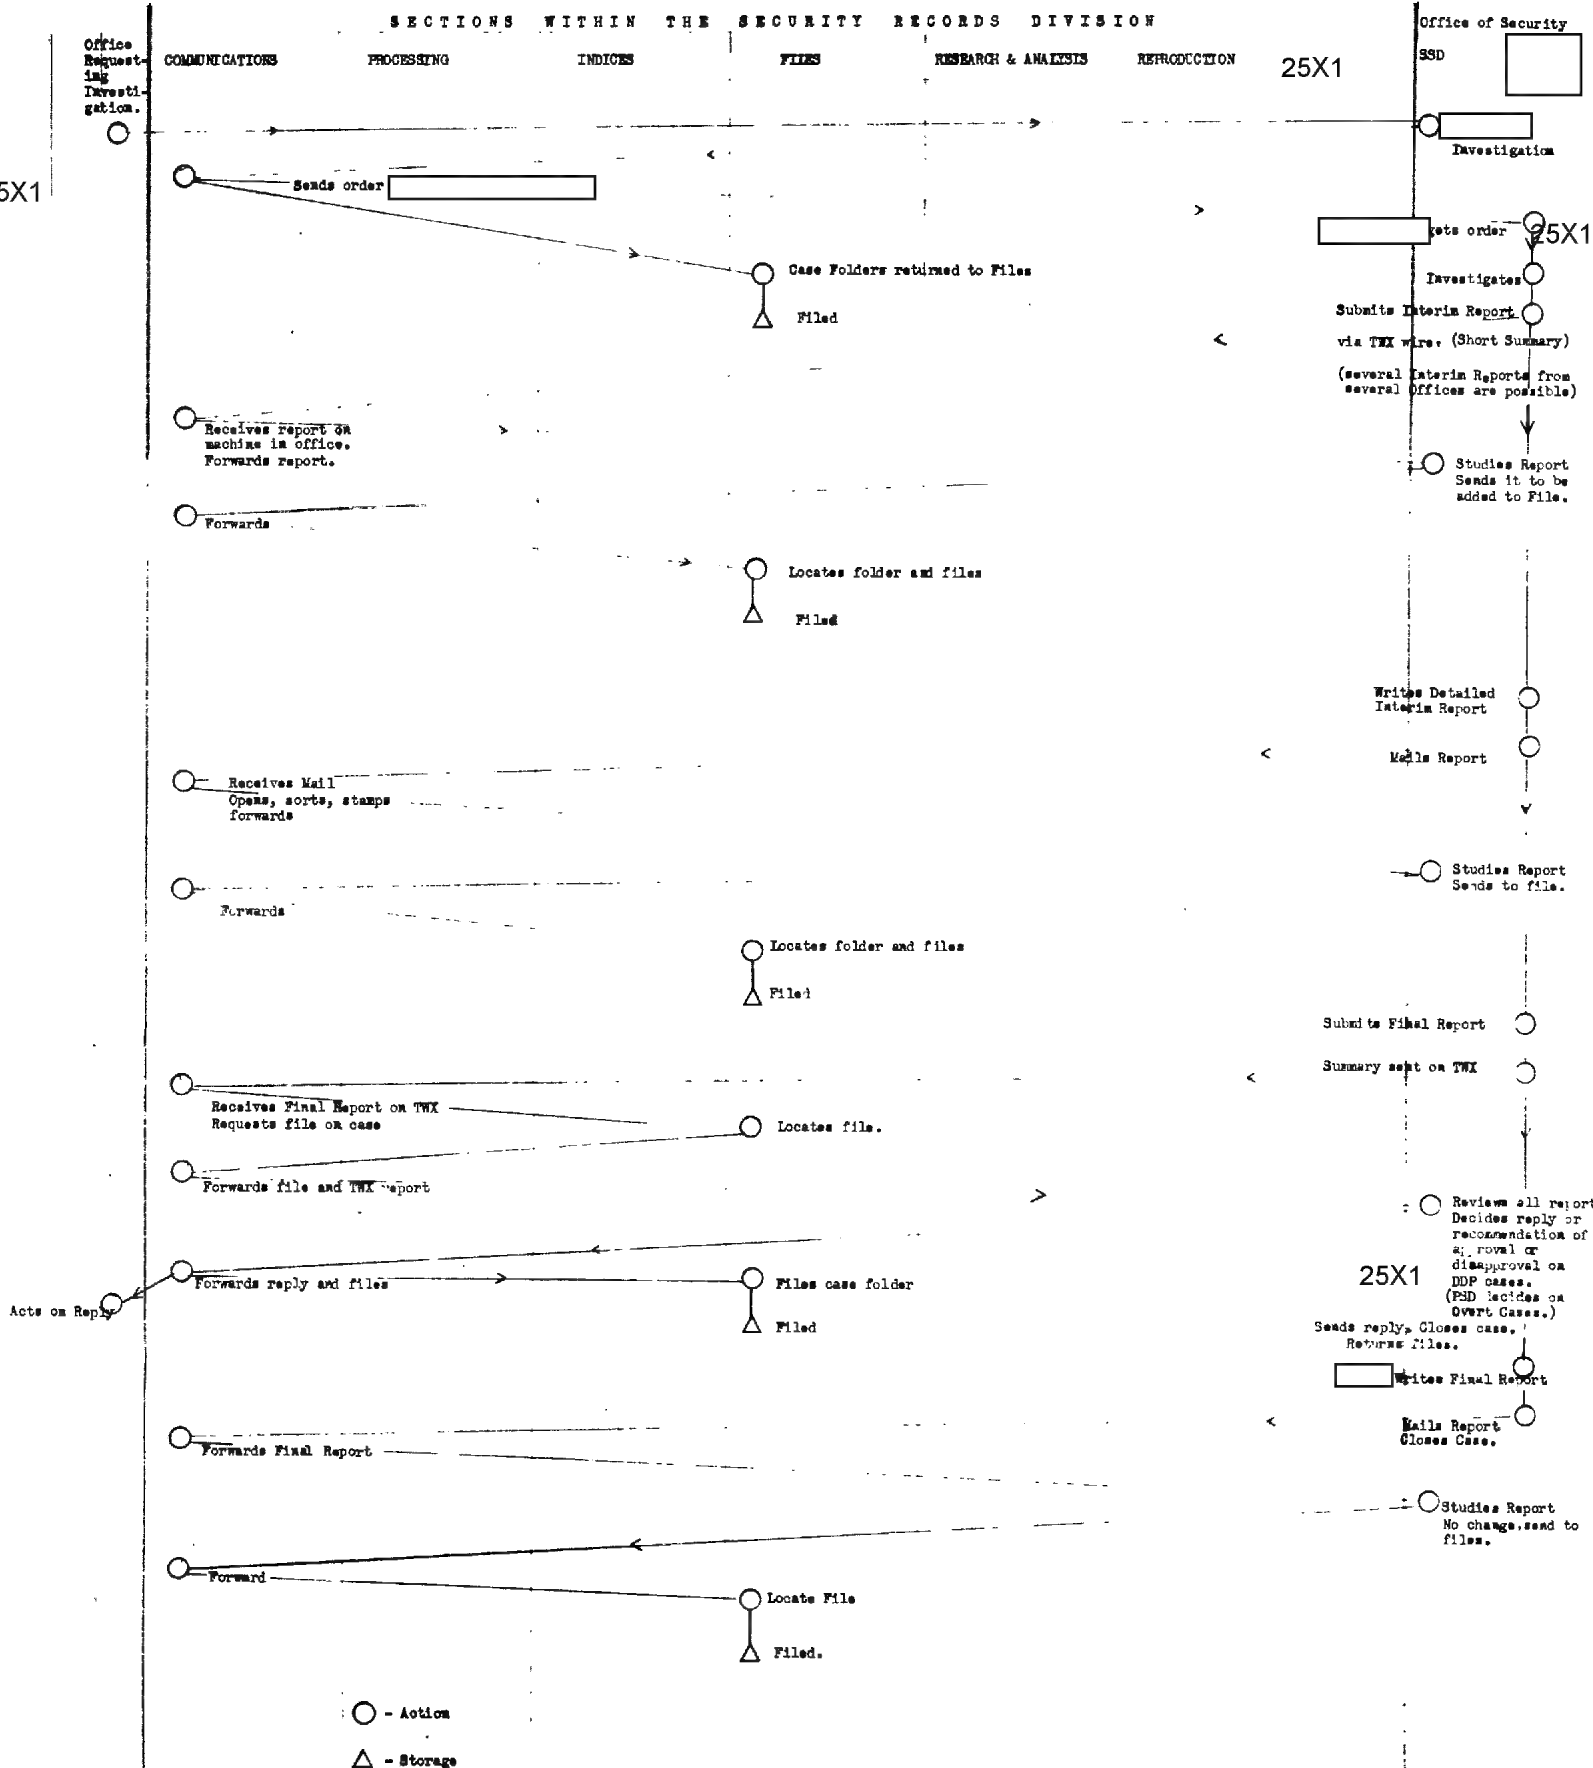 SECTIONS WITHIN THE SECURITY RECORDS DIVISION
Office of Security
Office
Request-
ing
Investi-
gation.
COMMUNICATIONS PROCESSING INDICES FILES RESEARCH & ANALYSIS REPRODUCTION
25X1
SSD
Investigation
5X1
Sends order
gets order
25X1
Case Folders returned to Files
Investigates
Filed
Submits Interim Report
via TWX wire. (Short Summary)
(several Interim Reports from
several Offices are possible)
Receives report on
machine in office.
Forwards report.
Studies Report
Sends it to be
added to File.
Forwards
Locates folder and files
Filed
Writes Detailed
Interim Report
Mails Report
Receives Mail
Opens, sorts, stamps
forwards
Studies Report
Sends to file.
Forwards
Locates folder and files
Filed
Submits Final Report
Summary sent on TWX
Receives Final Report on TWX
Requests file on case
Locates file.
Forwards file and TWX report
Reviews all report
Decides reply or
recommendation of
approval or
disapproval on
DDP cases.
(PSD decides on
Overt Cases.)
25X1
Forwards reply and files
Files case folder
Acts on Reply
Filed
Sends reply, Closes case.
Returns files.
Writes Final Report
Mails Report
Closes Case.
Forwards Final Report
Studies Report
No change, send to
files.
Forward
Locate File
Filed.
- Action
- Storage